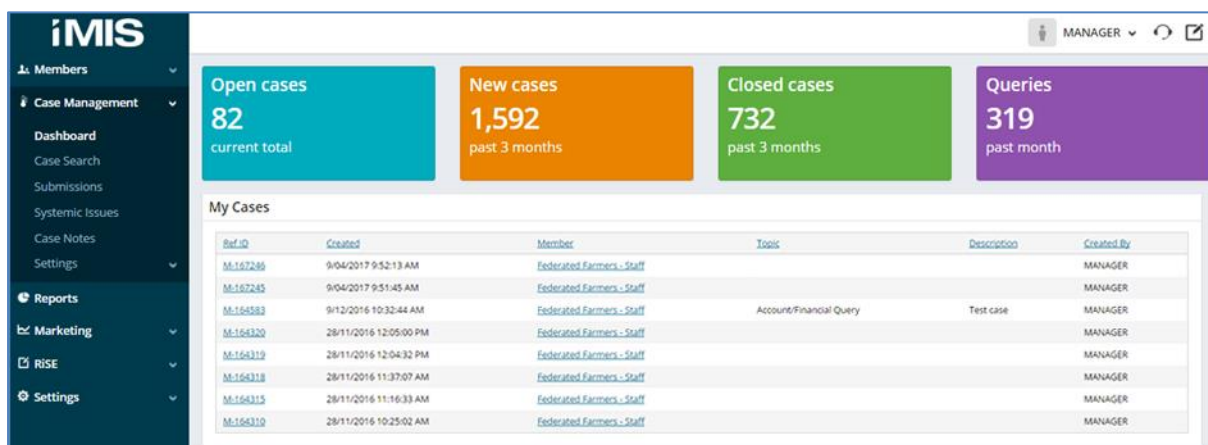 iMIS
MANAGER
Members
Case Management
Dashboard
Case Search
Submissions
Systemic Issues
Case Notes
Settings
Reports
Marketing
RiSE
Settings
Open cases
82
current total
New cases
1,592
past 3 months
Closed cases
732
past 3 months
Queries
319
past month
My Cases
Ref ID Created Member Topic Description Created By
M-167246 9/04/2017 9:52:13 AM Federated Farmers - Staff MANAGER
M-167245 9/04/2017 9:51:45 AM Federated Farmers - Staff MANAGER
M-164583 9/12/2016 10:32:44 AM Federated Farmers - Staff Account/Financial Query Test case MANAGER
M-164320 28/11/2016 12:05:00 PM Federated Farmers - Staff MANAGER
M-164319 28/11/2016 12:04:32 PM Federated Farmers - Staff MANAGER
M-164318 28/11/2016 11:37:07 AM Federated Farmers - Staff MANAGER
M-164315 28/11/2016 11:16:33 AM Federated Farmers - Staff MANAGER
M-164310 28/11/2016 10:25:02 AM Federated Farmers - Staff MANAGER